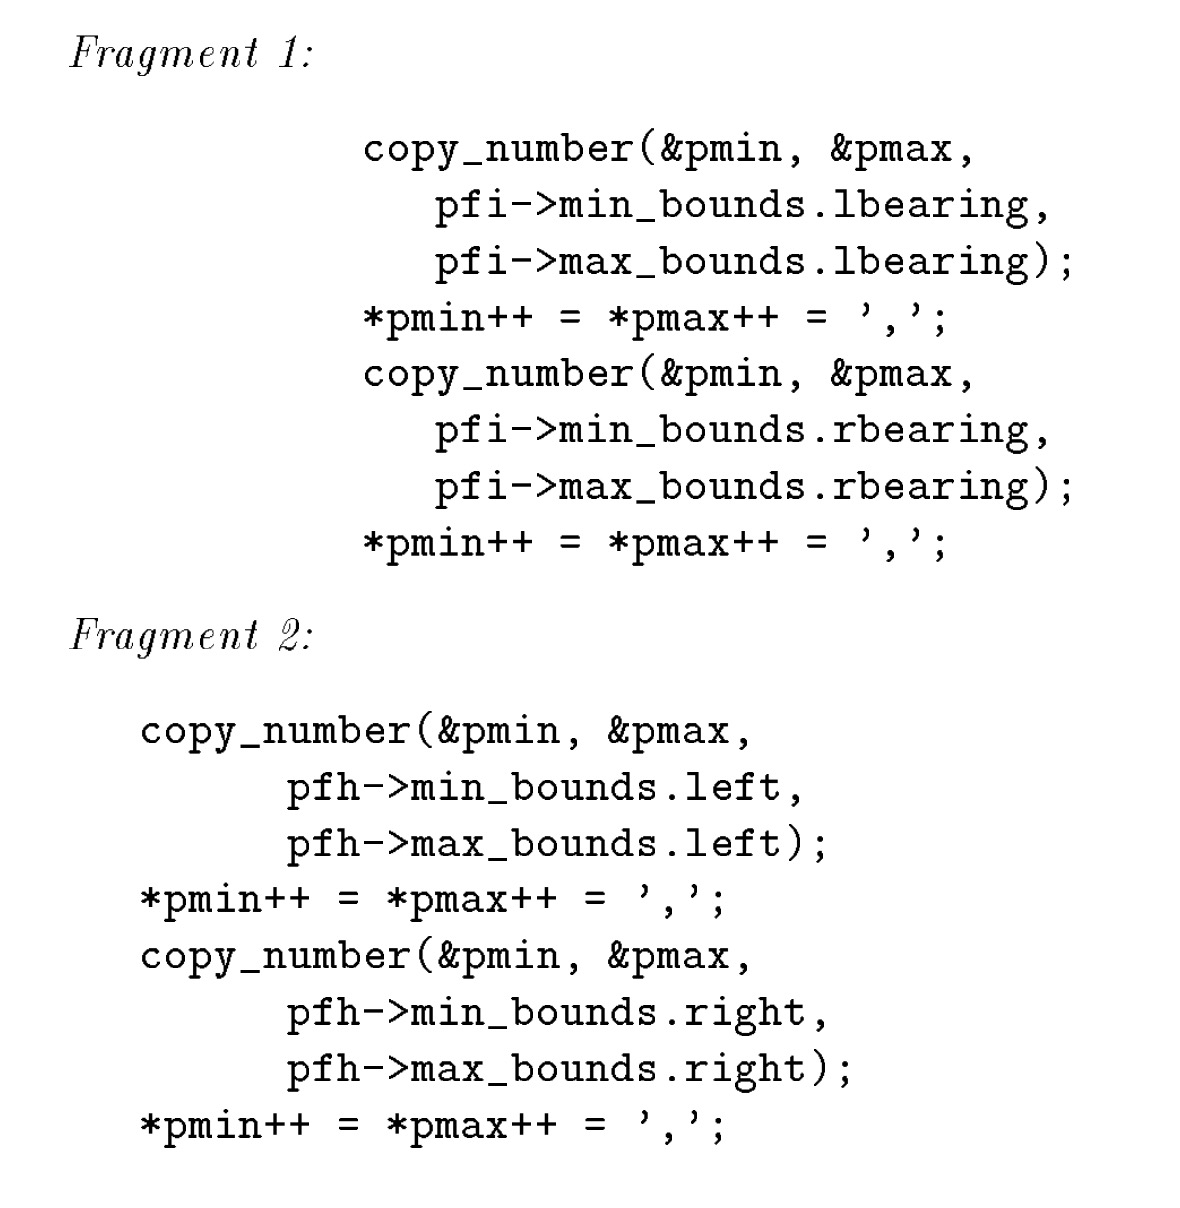 Fragment 1:
copy_number(&pmin, &pmax,
pfi->min_bounds.lbearing,
pfi->max_bounds.lbearing);
*pmin++ = *pmax++ = ',';
copy_number(&pmin, &pmax,
pfi->min_bounds.rbearing,
pfi->max_bounds.rbearing);
*pmin++ = *pmax++ = ',';
Fragment 2:
copy_number(&pmin, &pmax,
pfh->min_bounds.left,
pfh->max_bounds.left);
*pmin++ = *pmax++ = ',';
copy_number(&pmin, &pmax,
pfh->min_bounds.right,
pfh->max_bounds.right);
*pmin++ = *pmax++ = ',';